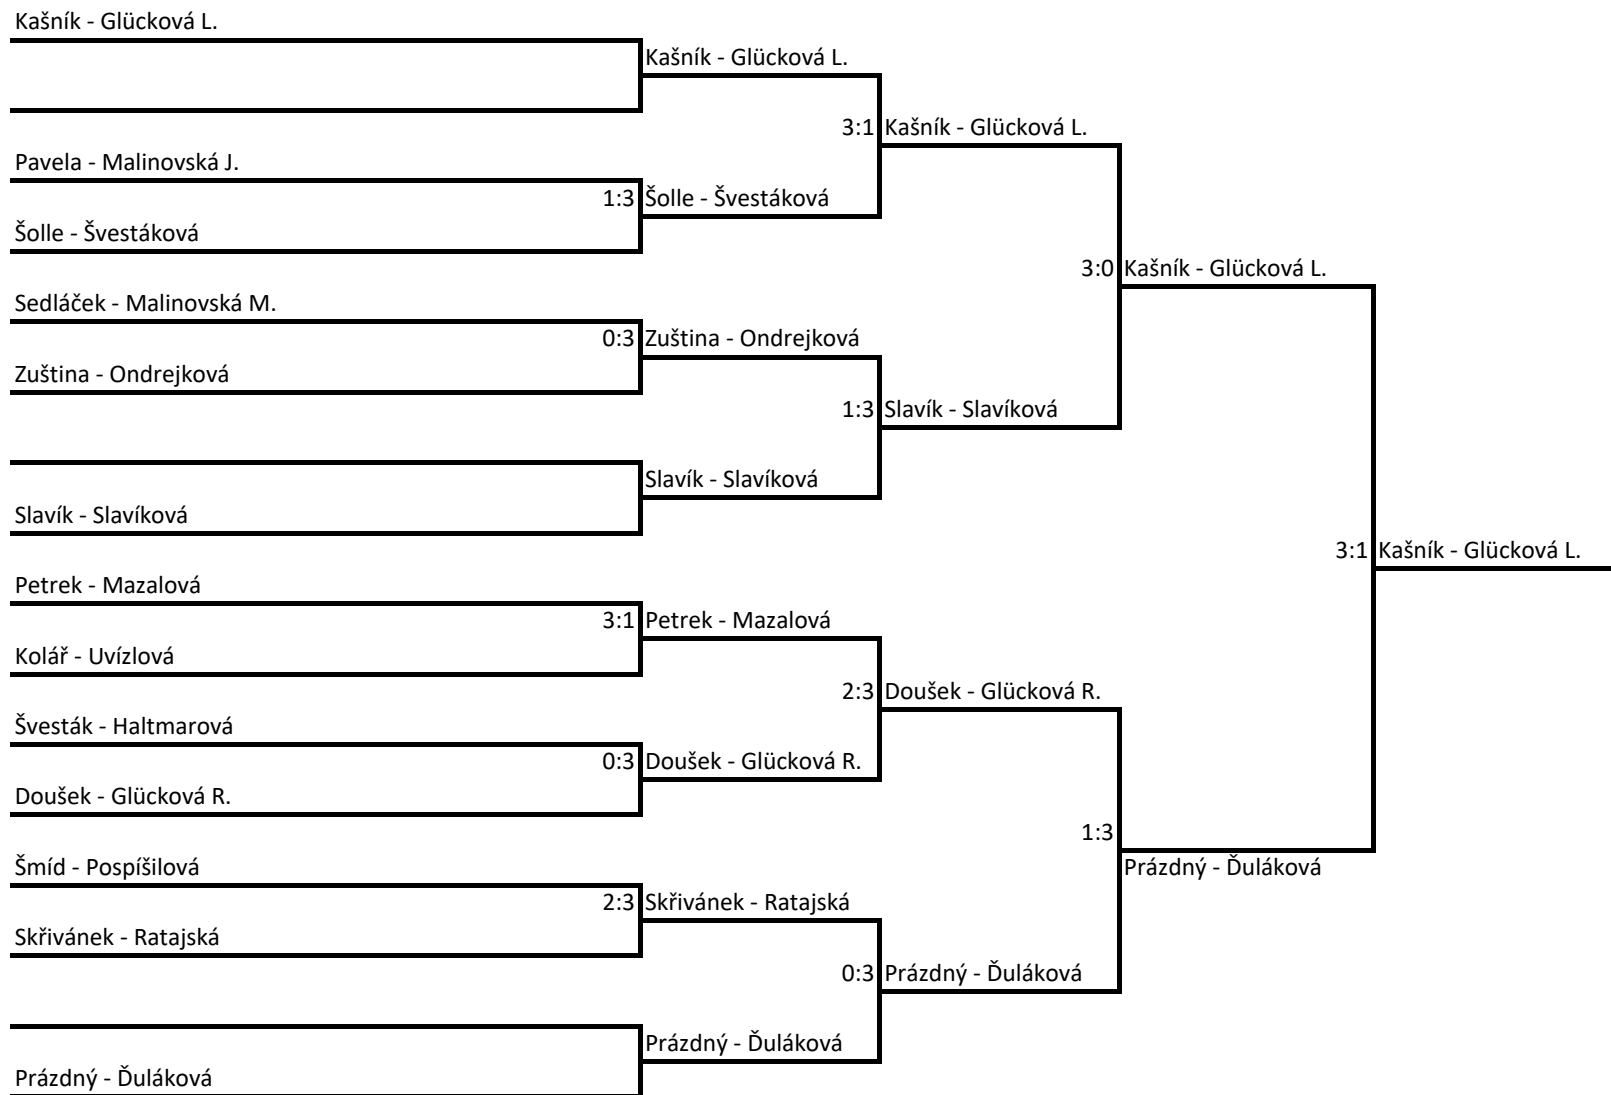 Kašník - Glücková L.
Kašník - Glücková L.
3:1 Kašník - Glücková L.
Pavela - Malinovská J.
1:3 Šolle - Švestáková
Šolle - Švestáková
3:0 Kašník - Glücková L.
Sedláček - Malinovská M.
0:3 Zuština - Ondrejková
Zuština - Ondrejková
1:3 Slavík - Slavíková
Slavík - Slavíková
Slavík - Slavíková
3:1 Kašník - Glücková L.
Petrek - Mazalová
3:1 Petrek - Mazalová
Kolář - Uvízlová
2:3 Doušek - Glücková R.
Švesták - Haltmarová
0:3 Doušek - Glücková R.
Doušek - Glücková R.
1:3
Šmíd - Pospíšilová
Prázdný - Ďuláková
2:3 Skřivánek - Ratajská
Skřivánek - Ratajská
0:3 Prázdný - Ďuláková
Prázdný - Ďuláková
Prázdný - Ďuláková